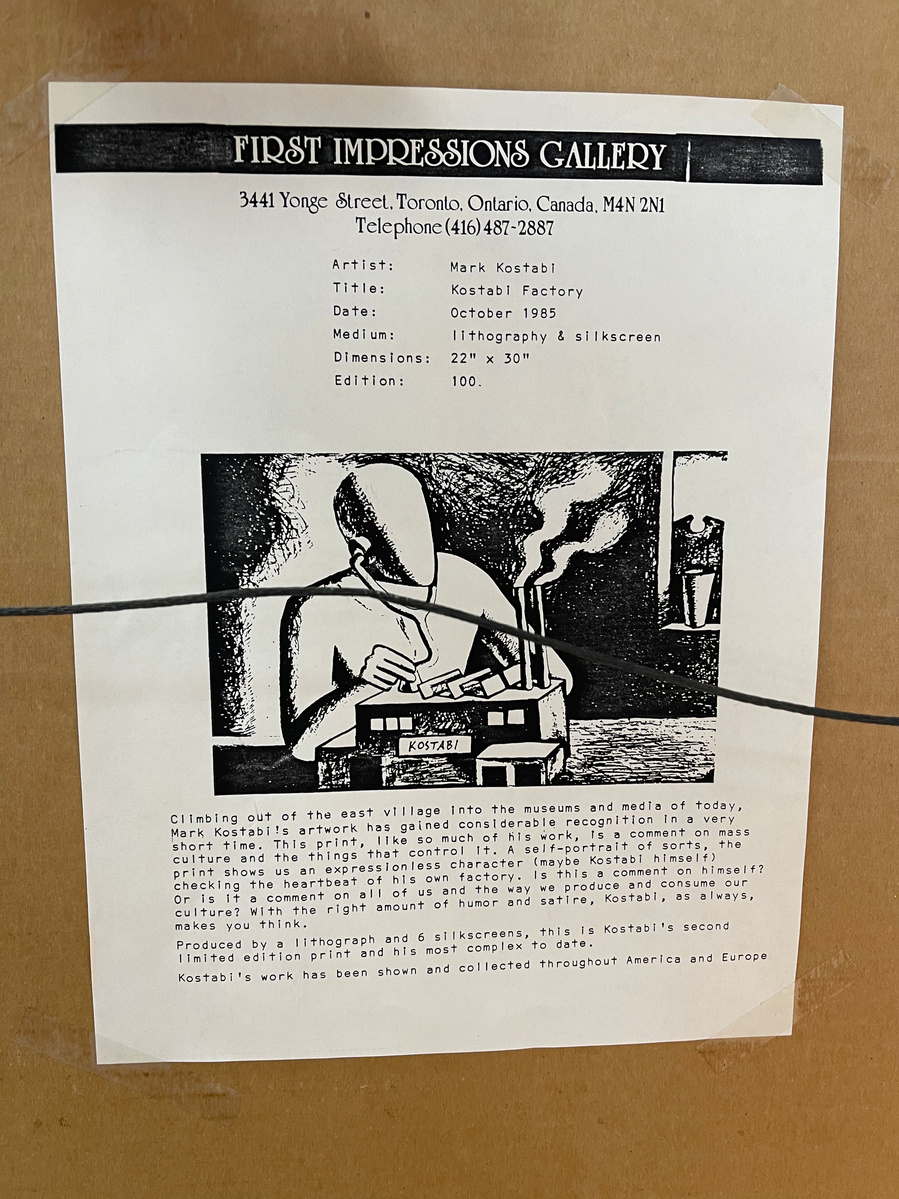 FIRST IMPRESSIONS GALLERY
3441 Yonge Street, Toronto, Ontario, Canada, M4N 2N1
Telephone (416) 487-2887
Artist: Mark Kostabi
Title: Kostabi Factory
Date: October 1985
Medium: lithography & silkscreen
Dimensions: 22" x 30"
Edition: 100.
KOSTABI
Climbing out of the east village into the museums and media of today,
Mark Kostabi's artwork has gained considerable recognition in a very
short time. This print, like so much of his work, is a comment on mass
culture and the things that control it. A self-portrait of sorts, the
print shows us an expressionless character (maybe Kostabi himself)
checking the heartbeat of his own factory. Is this a comment on himself?
Or is it a comment on all of us and the way we produce and consume our
culture? With the right amount of humor and satire, Kostabi, as always,
makes you think.
Produced by a lithograph and 6 silkscreens, this is Kostabi's second
limited edition print and his most complex to date.
Kostabi's work has been shown and collected throughout America and Europe